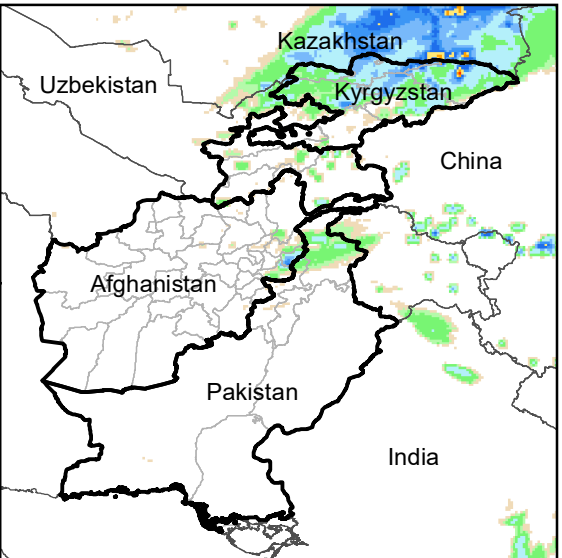 Kazakhstan
Uzbekistan
Kyrgyzstan
China
Afghanistan
Pakistan
India